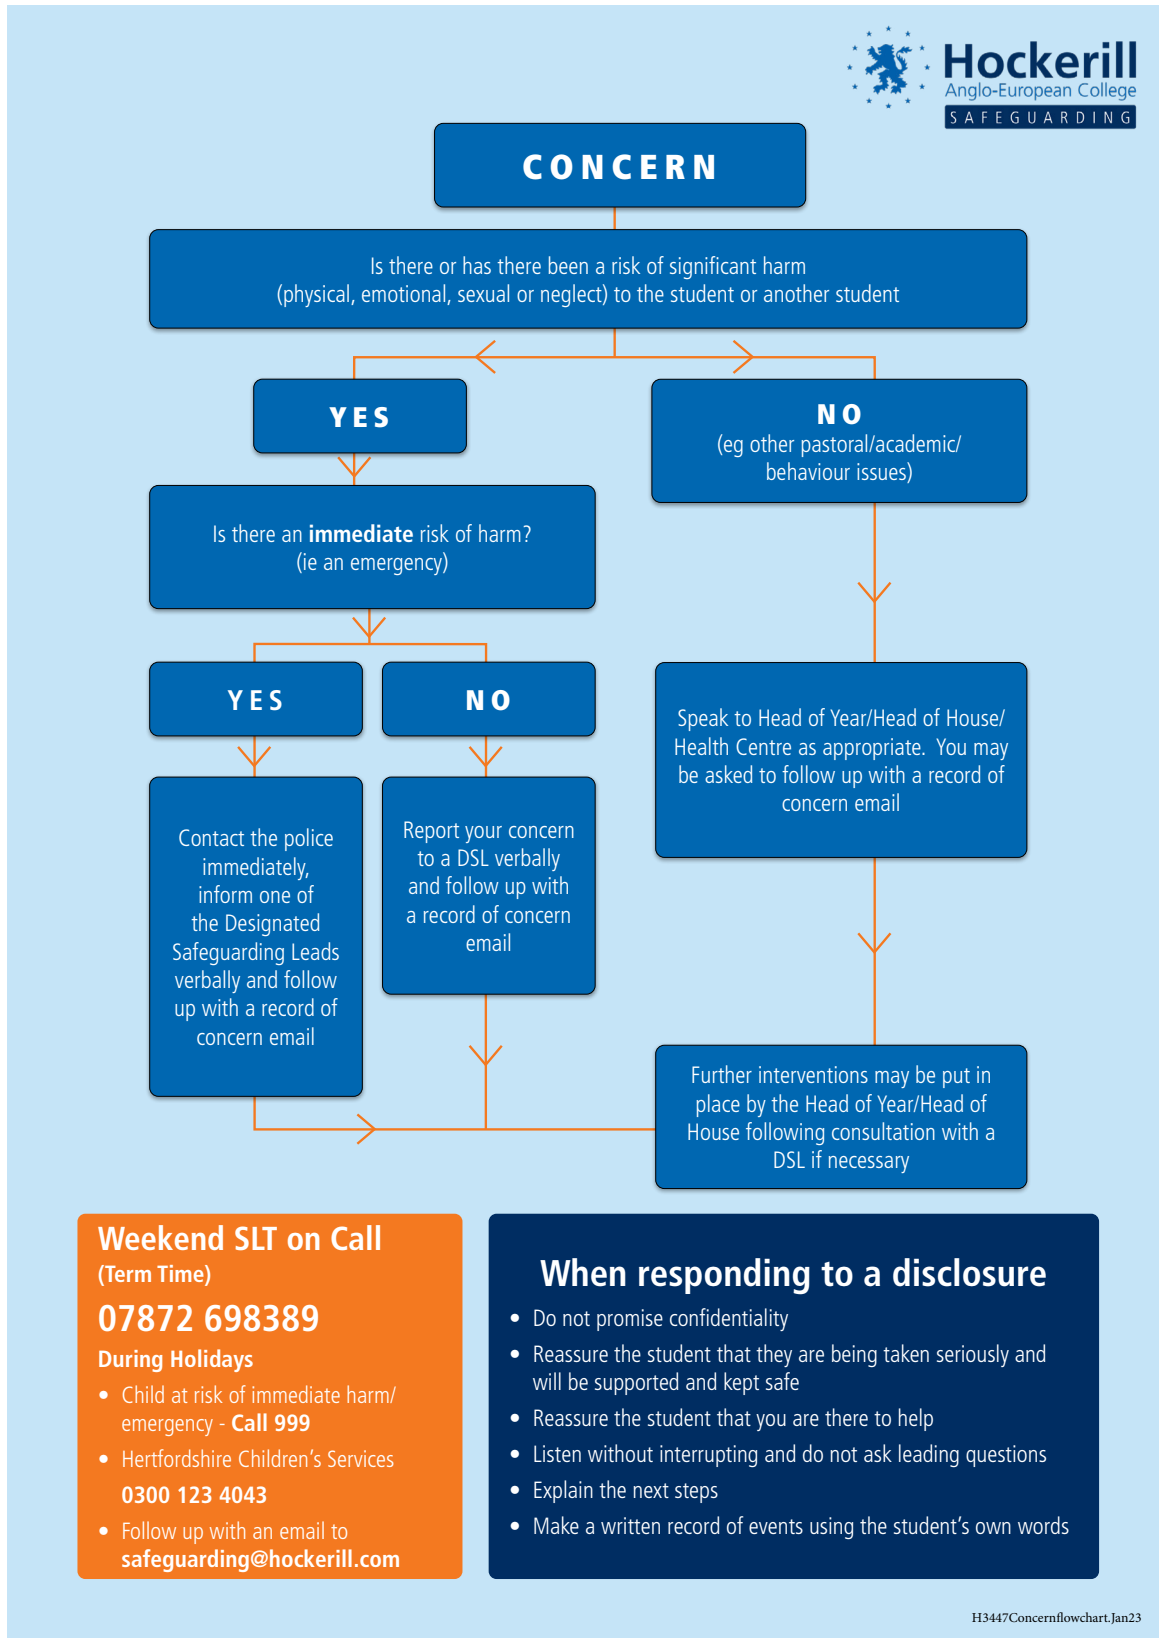 Hockerill
Anglo-European College
SAFEGUARDING
CONCERN
Is there or has there been a risk of significant harm
(physical, emotional, sexual or neglect) to the student or another student
YES
NO
(eg other pastoral/academic/
behaviour issues)
Is there an immediate risk of harm?
(ie an emergency)
YES
NO
Speak to Head of Year/Head of House/
Health Centre as appropriate.  You may
be asked to follow up with a record of
concern email
Contact the police
immediately,
inform one of
the Designated
Safeguarding Leads
verbally and follow
up with a record of
concern email
Report your concern
to a DSL verbally
and follow up with
a record of concern
email
Further interventions may be put in
place by the Head of Year/Head of
House following consultation with a
DSL if necessary
Weekend SLT on Call
(Term Time)
07872 698389
During Holidays
• Child at risk of immediate harm/
emergency - Call 999
• Hertfordshire Children’s Services
0300 123 4043
• Follow up with an email to
safeguarding@hockerill.com
When responding to a disclosure
• Do not promise confidentiality
• Reassure the student that they are being taken seriously and
will be supported and kept safe
• Reassure the student that you are there to help
• Listen without interrupting and do not ask leading questions
• Explain the next steps
• Make a written record of events using the student’s own words
H3447Concernflowchart.Jan23